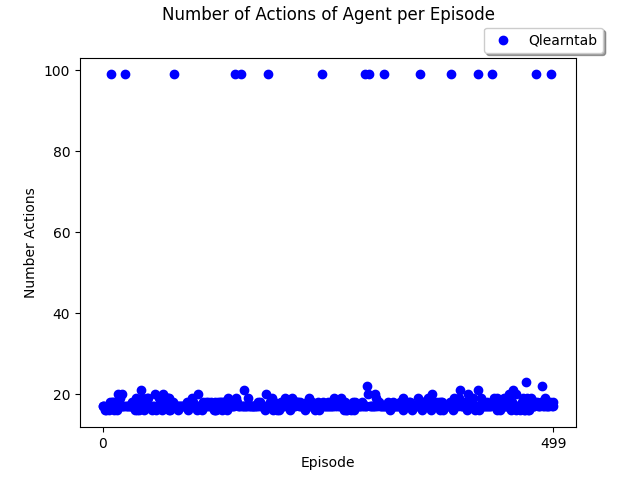 Number of Actions of Agent per Episode
Qlearntab
100
80
60
40
20
Number Actions
0
499
Episode